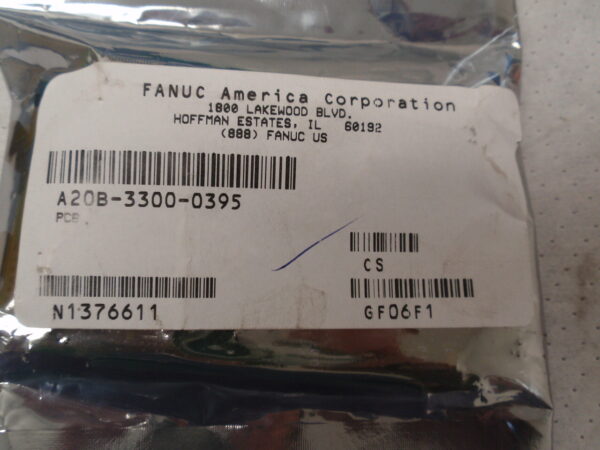 FANUC America Corporation
1800 LAKEWOOD BLVD.
HOFFMAN ESTATES, IL 60192
(888) FANUC US
A20B-3300-0395
PCB
CS
N1376611
GF06F1